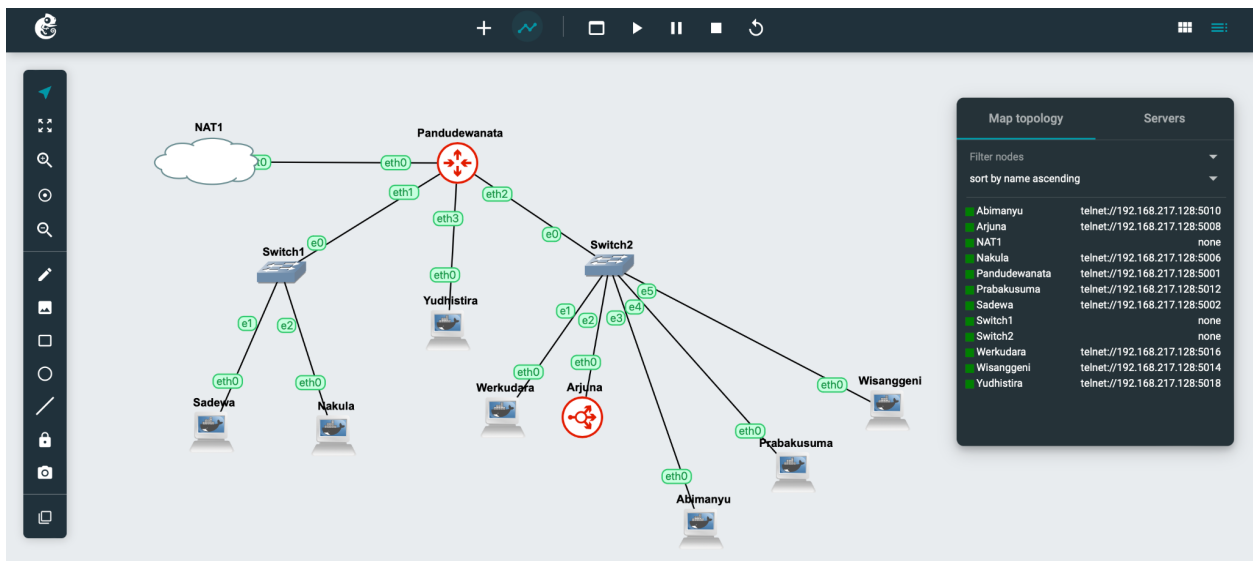 NAT1
Pandudewanata
t0
eth0
eth1
eth2
eth3
e0
e0
Switch1
Switch2
eth0
Yudhistira
e1
e2
e1
e2
e3
e4
e5
eth0
eth0
eth0
eth0
eth0
Sadewa
Nakula
Werkudara
Arjuna
Wisanggeni
eth0
Prabakusuma
eth0
Abimanyu
Map topology
Servers
Filter nodes
sort by name ascending
Abimanyu telnet://192.168.217.128:5010
Arjuna telnet://192.168.217.128:5008
NAT1 none
Nakula telnet://192.168.217.128:5006
Pandudewanata telnet://192.168.217.128:5001
Prabakusuma telnet://192.168.217.128:5012
Sadewa telnet://192.168.217.128:5002
Switch1 none
Switch2 none
Werkudara telnet://192.168.217.128:5016
Wisanggeni telnet://192.168.217.128:5014
Yudhistira telnet://192.168.217.128:5018